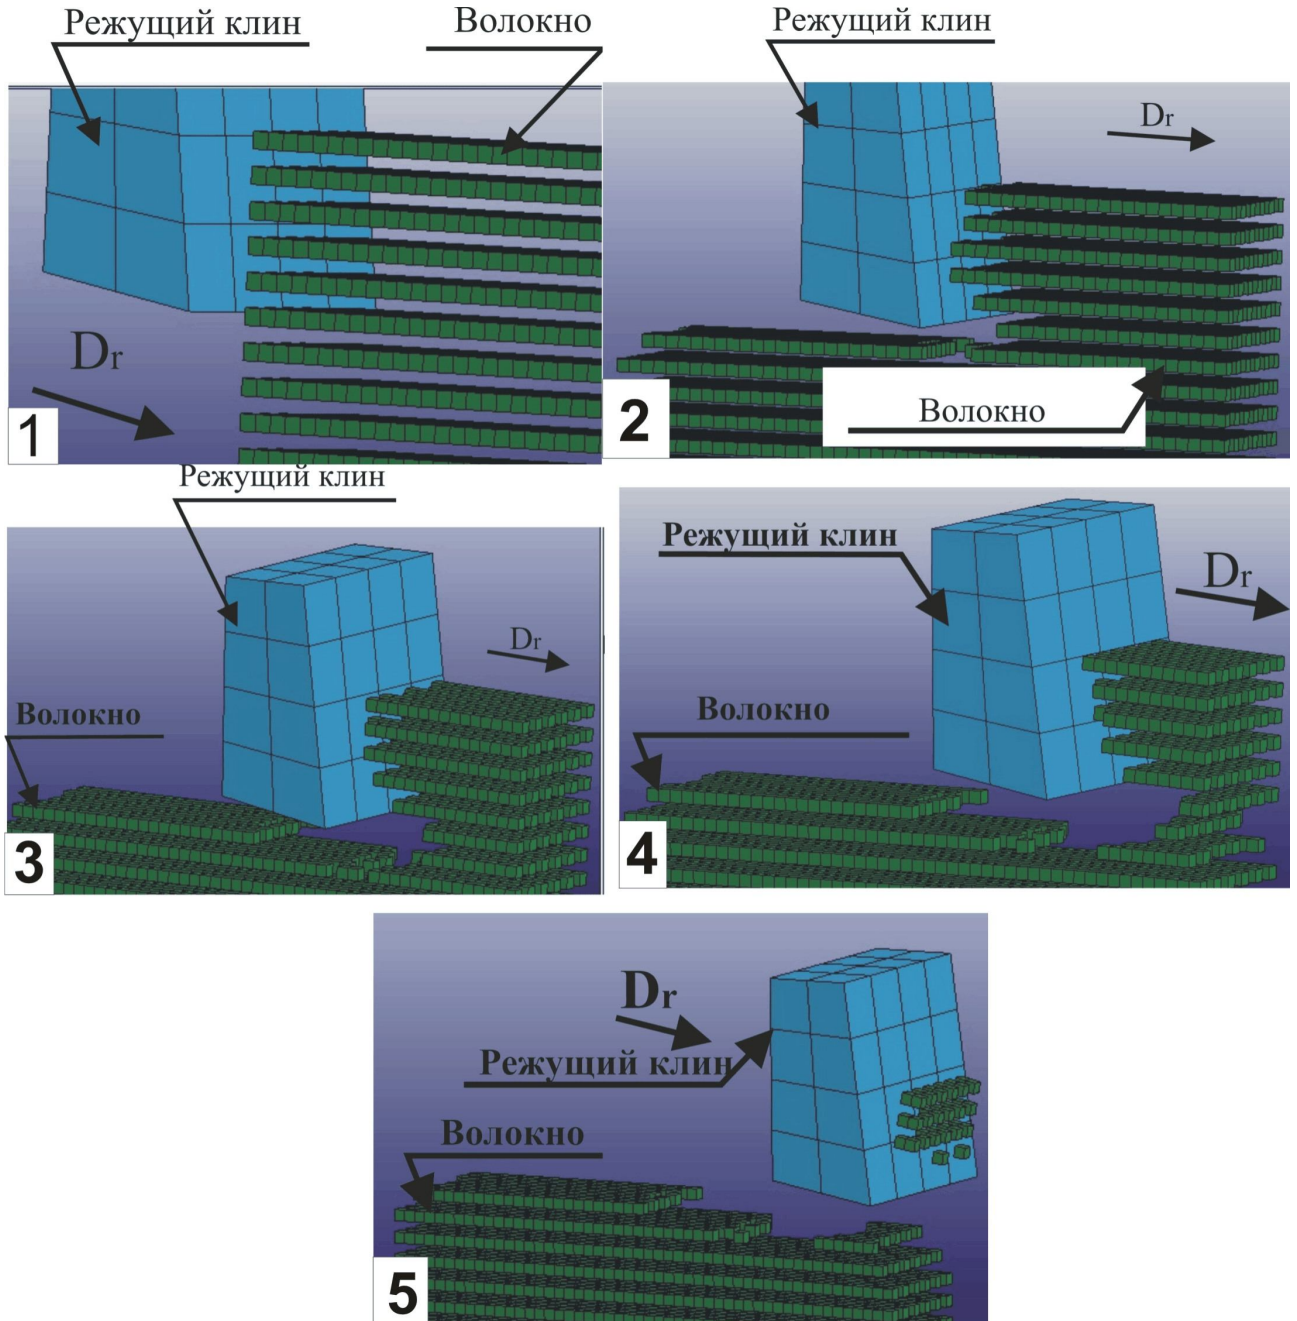 Режущий клин
Волокно
Dr
1
Режущий клин
Dr
Волокно
2
Режущий клин
Dr
Волокно
3
Режущий клин
Dr
Волокно
4
Dr
Режущий клин
Волокно
5